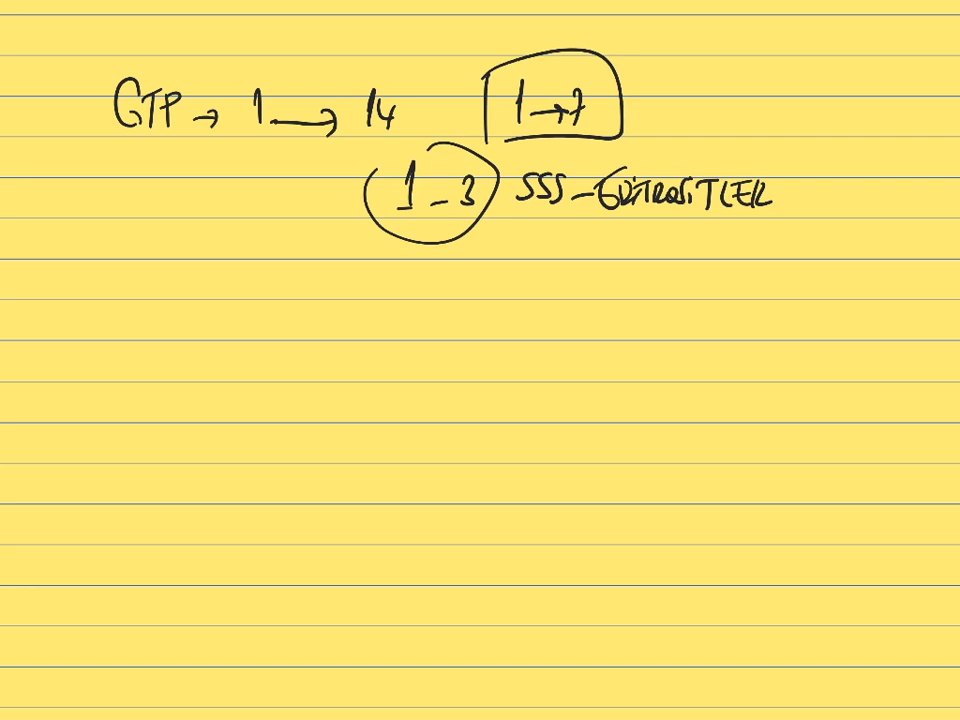 GTP → 1 → 14 1 → 7
1 - 3 SSS - ERİTROSİTLER